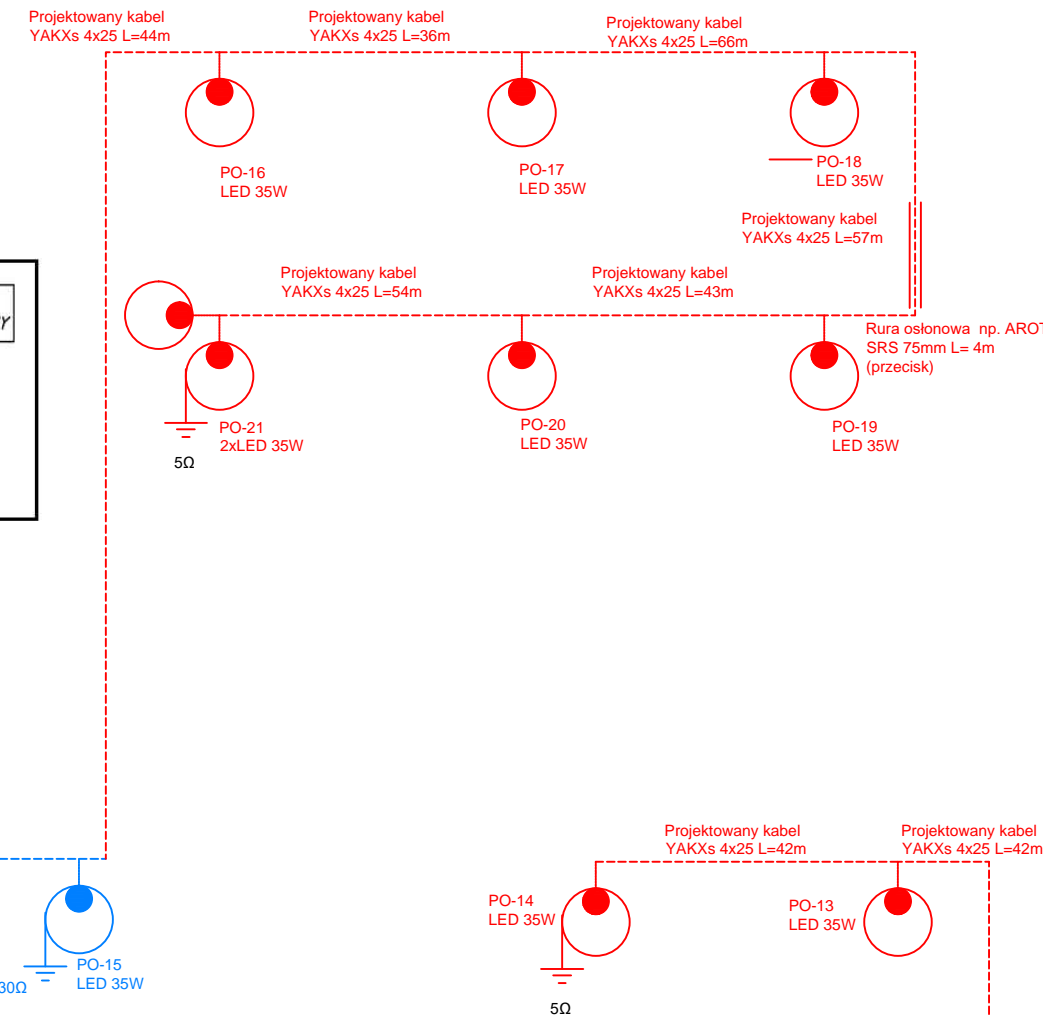 Projektowany kabel
YAKXs 4x25 L=44m
Projektowany kabel
YAKXs 4x25 L=36m
Projektowany kabel
YAKXs 4x25 L=66m
PO-16
LED 35W
PO-17
LED 35W
PO-18
LED 35W
Projektowany kabel
YAKXs 4x25 L=57m
Projektowany kabel
YAKXs 4x25 L=54m
Projektowany kabel
YAKXs 4x25 L=43m
Rura osłonowa np. AROT
SRS 75mm L= 4m
(przecisk)
PO-21
2xLED 35W
5Ω
PO-20
LED 35W
PO-19
LED 35W
Projektowany kabel
YAKXs 4x25 L=42m
Projektowany kabel
YAKXs 4x25 L=42m
PO-14
LED 35W
PO-13
LED 35W
PO-15
LED 35W
30Ω
5Ω